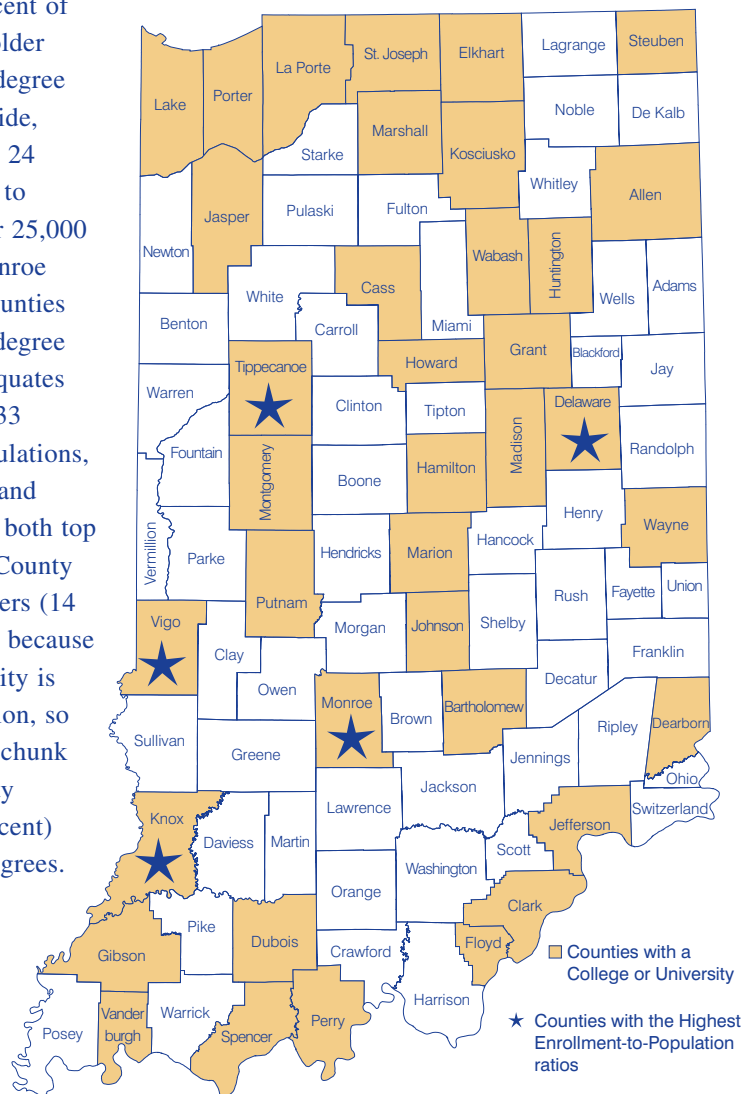 cent of
older
degree
ide,
24
to
r 25,000
nroe
unties
degree
quates
33
ulations,
and
both top
County
ers (14
because
ity is
ion, so
chunk
y
cent)
grees.
Lake
Porter
La Porte
St. Joseph
Elkhart
Lagrange
Steuben
Noble
De Kalb
Starke
Marshall
Kosciusko
Whitley
Allen
Newton
Jasper
Pulaski
Fulton
Wabash
Huntington
Wells
Adams
White
Cass
Miami
Benton
Carroll
Howard
Grant
Blackford
Jay
Warren
Tippecanoe
Clinton
Tipton
Madison
Delaware
Randolph
Fountain
Montgomery
Boone
Hamilton
Henry
Wayne
Vermillion
Parke
Hendricks
Marion
Hancock
Putnam
Rush
Fayette
Union
Vigo
Clay
Morgan
Johnson
Shelby
Franklin
Owen
Monroe
Brown
Bartholomew
Decatur
Ripley
Dearborn
Sullivan
Greene
Jennings
Ohio
Jackson
Switzerland
Knox
Daviess
Martin
Lawrence
Jefferson
Scott
Washington
Orange
Clark
Pike
Dubois
Floyd
Gibson
Crawford
Harrison
Posey
Vander
burgh
Warrick
Spencer
Perry
Counties with a
College or University
Counties with the Highest
Enrollment-to-Population
ratios